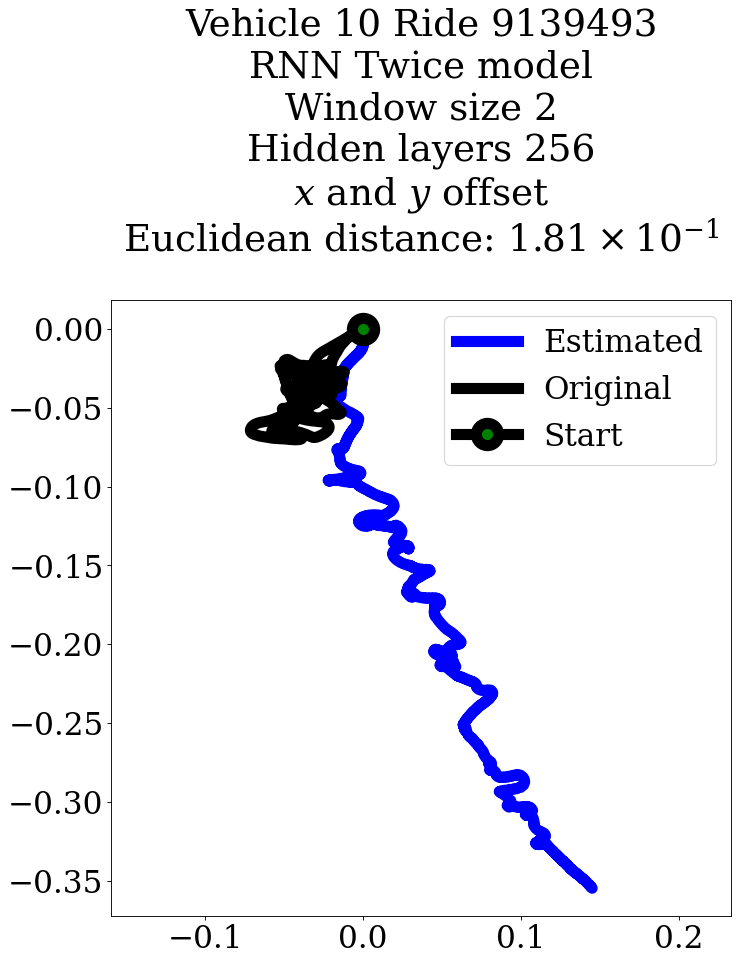 Vehicle 10 Ride 9139493
RNN Twice model
Window size 2
Hidden layers 256
x and y offset
Euclidean distance: 1.81 × 10⁻¹
Estimated
Original
Start
0.00
−0.05
−0.10
−0.15
−0.20
−0.25
−0.30
−0.35
−0.1 0.0 0.1 0.2